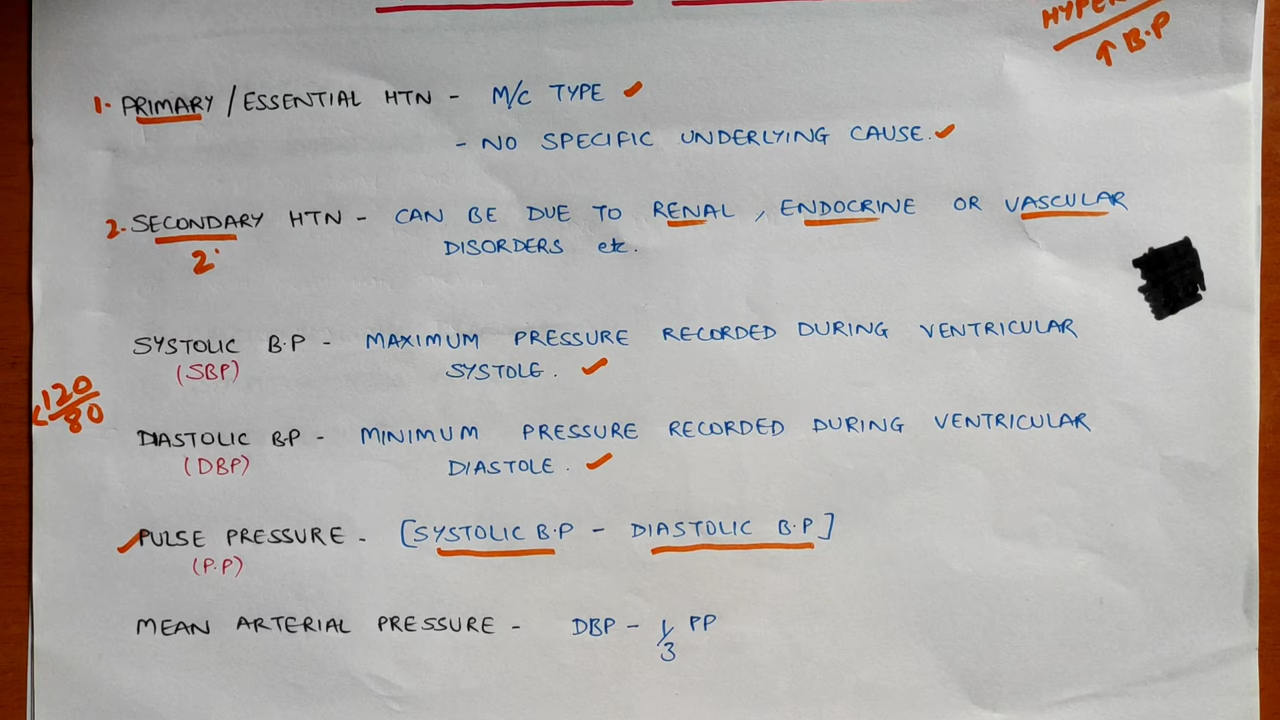 ↑ B.P
1. PRIMARY / ESSENTIAL HTN - M/C TYPE
- NO SPECIFIC UNDERLYING CAUSE.
2. SECONDARY HTN - CAN BE DUE TO RENAL, ENDOCRINE OR VASCULAR
DISORDERS etc.
2°
SYSTOLIC B.P - MAXIMUM PRESSURE RECORDED DURING VENTRICULAR
(SBP) SYSTOLE.
<120/80
DIASTOLIC B.P - MINIMUM PRESSURE RECORDED DURING VENTRICULAR
(DBP) DIASTOLE.
PULSE PRESSURE - [SYSTOLIC B.P - DIASTOLIC B.P]
(P.P)
MEAN ARTERIAL PRESSURE - DBP - 1/3 PP